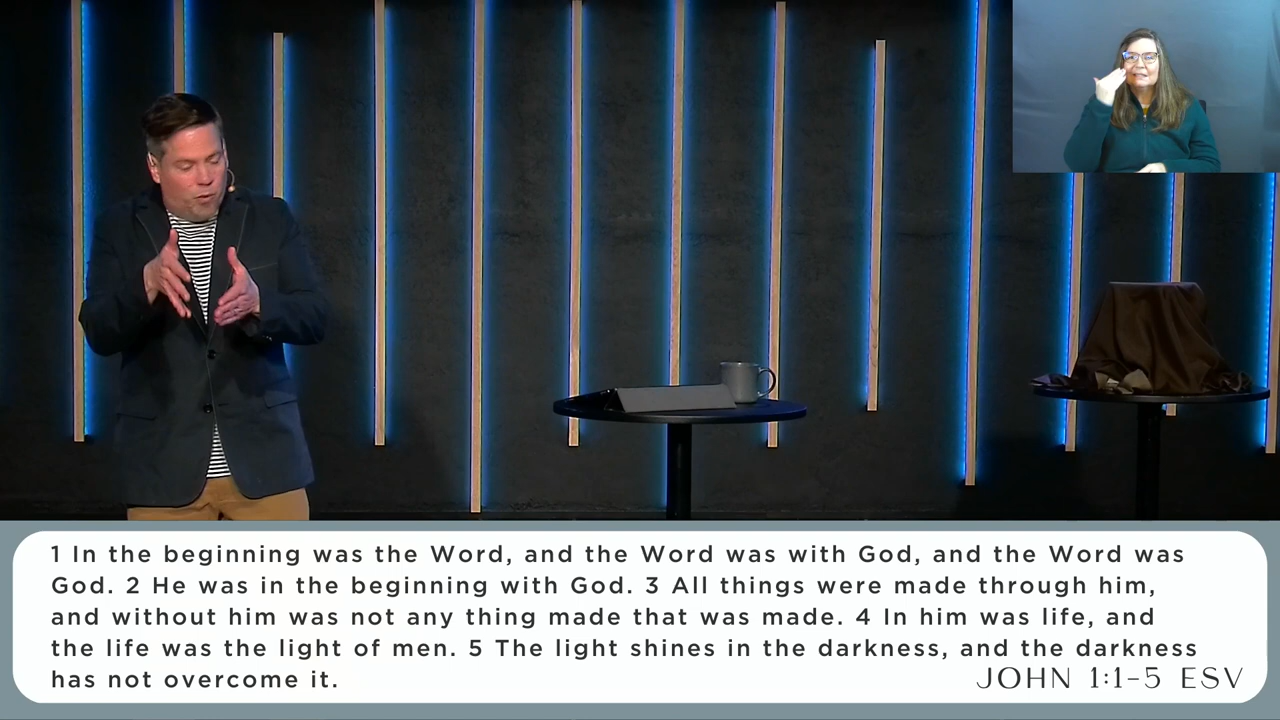 1 In the beginning was the Word, and the Word was with God, and the Word was
God. 2 He was in the beginning with God. 3 All things were made through him,
and without him was not any thing made that was made. 4 In him was life, and
the life was the light of men. 5 The light shines in the darkness, and the darkness
has not overcome it.
JOHN 1:1-5 ESV